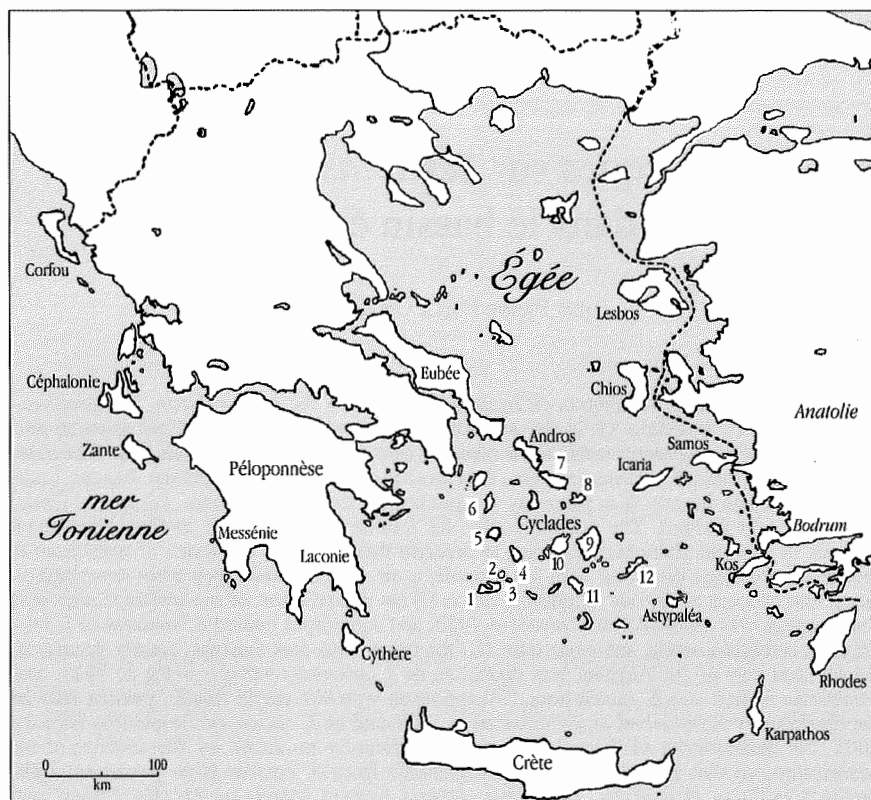 Égée
Corfou
Lesbos
Eubée
Céphalonie
Chios
Anatolie
Andros
Zante
Samos
Péloponnèse
7
Icaria
8
mer
Ionienne
6
Cyclades
Bodrum
Messénie
5
9
Laconie
10
Kos
2
4
12
1
3
11
Astypaléa
Cythère
Rhodes
Karpathos
Crète
0 100
km